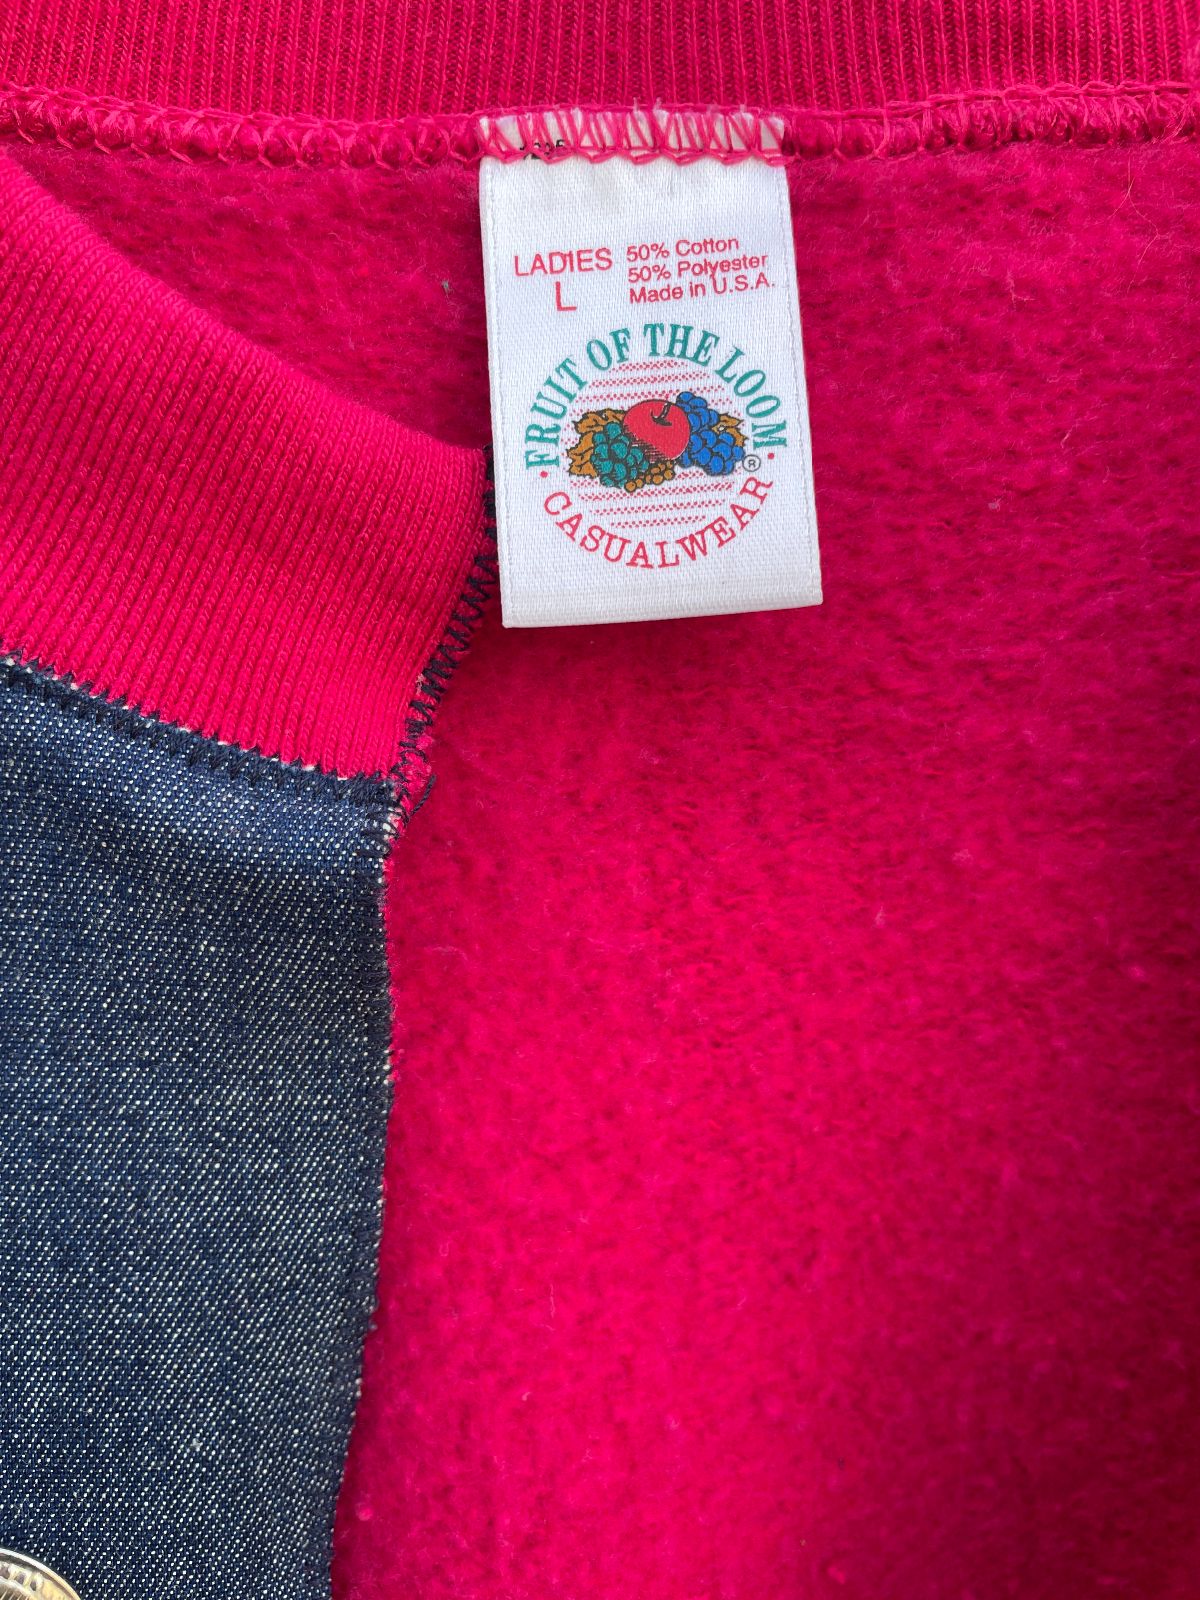 LADIES
L
50% Cotton
50% Polyester
Made in U.S.A.
FRUIT OF THE LOOM
®
CASUALWEAR